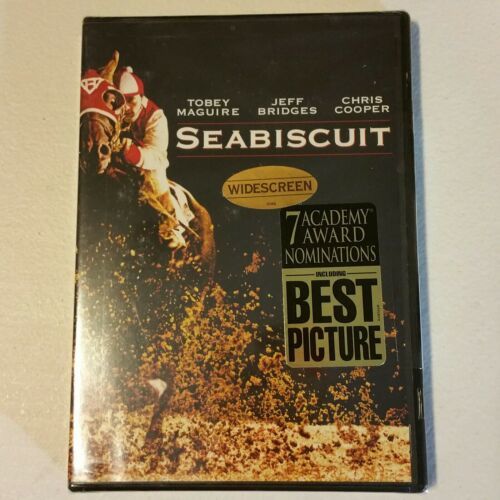 TOBEY MAGUIRE
JEFF BRIDGES
CHRIS COOPER
SEABISCUIT
WIDESCREEN
7 ACADEMY AWARD NOMINATIONS
INCLUDING
BEST
PICTURE